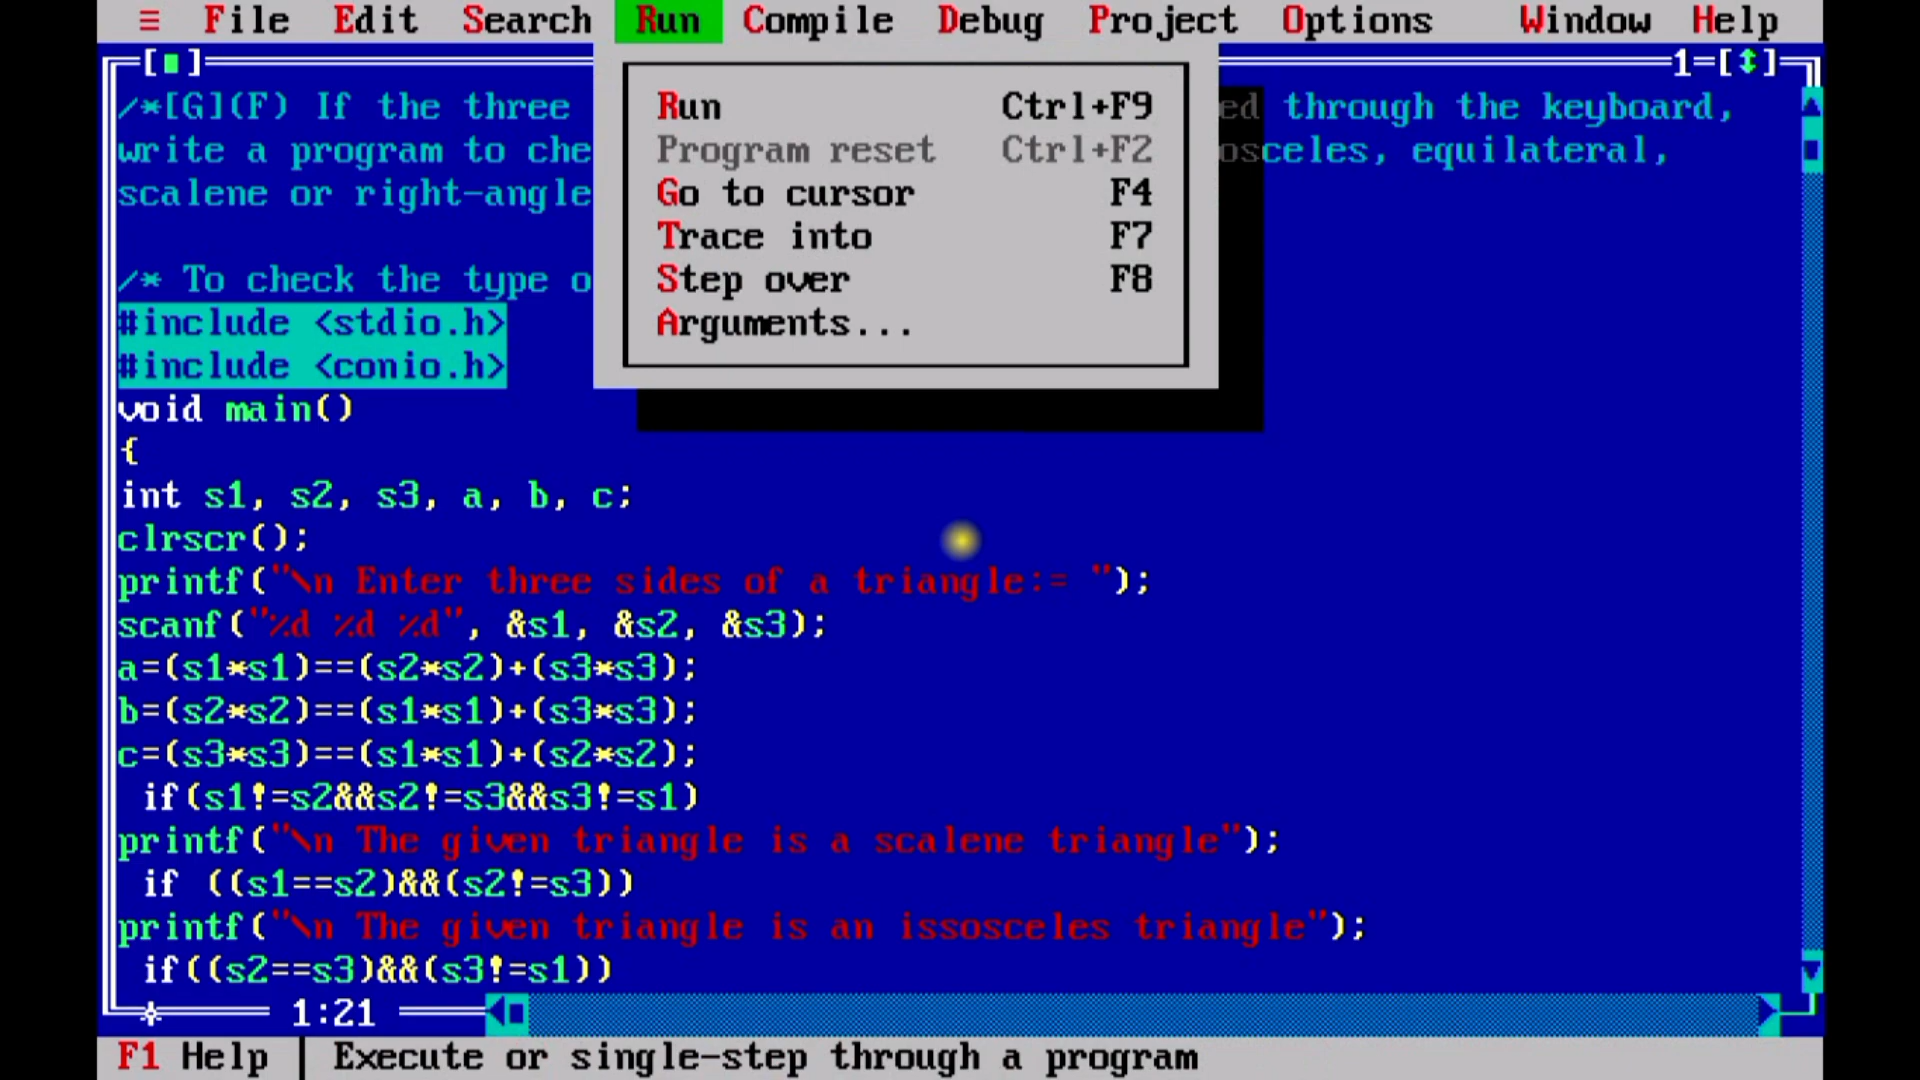 ≡ File Edit Search Run Compile Debug Project Options Window Help
[■] 1=[↕]
/*[G](F) If the three ed through the keyboard,
write a program to che osceles, equilateral,
scalene or right-angle
/* To check the type o
#include <stdio.h>
#include <conio.h>
void main()
{
int s1, s2, s3, a, b, c;
clrscr();
printf("\n Enter three sides of a triangle:= ");
scanf("%d %d %d", &s1, &s2, &s3);
a=(s1*s1)==(s2*s2)+(s3*s3);
b=(s2*s2)==(s1*s1)+(s3*s3);
c=(s3*s3)==(s1*s1)+(s2*s2);
if(s1!=s2&&s2!=s3&&s3!=s1)
printf("\n The given triangle is a scalene triangle");
if ((s1==s2)&&(s2!=s3))
printf("\n The given triangle is an issosceles triangle");
if((s2==s3)&&(s3!=s1))
Run Ctrl+F9
Program reset Ctrl+F2
Go to cursor F4
Trace into F7
Step over F8
Arguments...
1:21
F1 Help | Execute or single-step through a program